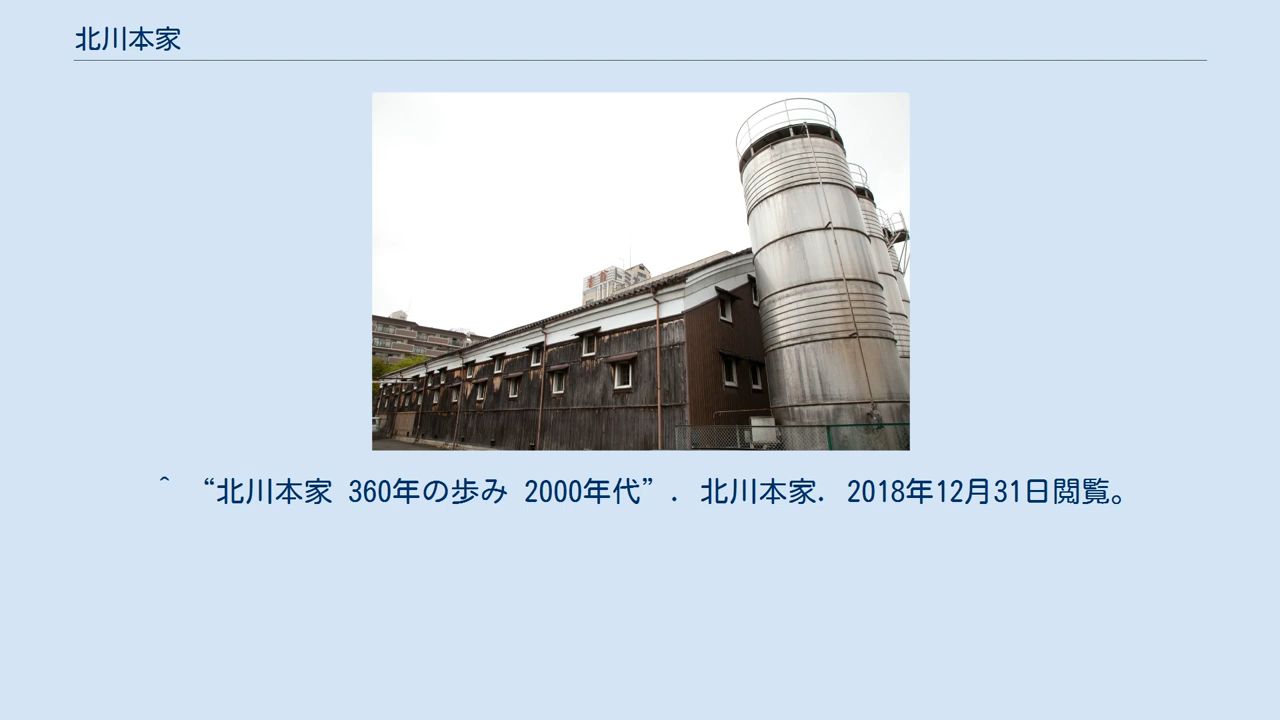 北川本家
^ “北川本家 360年の歩み 2000年代”. 北川本家. 2018年12月31日閲覧。